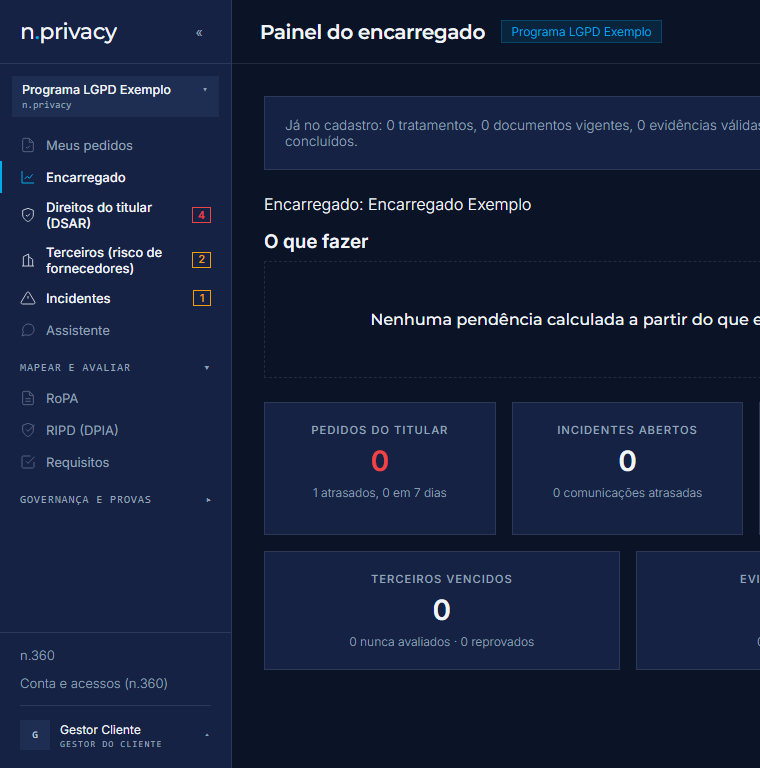 n.privacy
«
Painel do encarregado
Programa LGPD Exemplo
Programa LGPD Exemplo
n.privacy
Meus pedidos
Encarregado
Direitos do titular
(DSAR)
4
Terceiros (risco de
fornecedores)
2
Incidentes
1
Assistente
MAPEAR E AVALIAR
RoPA
RIPD (DPIA)
Requisitos
GOVERNANÇA E PROVAS
n.360
Conta e acessos (n.360)
G
Gestor Cliente
GESTOR DO CLIENTE
Já no cadastro: 0 tratamentos, 0 documentos vigentes, 0 evidências válidas
concluídos.
Encarregado: Encarregado Exemplo
O que fazer
Nenhuma pendência calculada a partir do que e
PEDIDOS DO TITULAR
0
1 atrasados, 0 em 7 dias
INCIDENTES ABERTOS
0
0 comunicações atrasadas
TERCEIROS VENCIDOS
0
0 nunca avaliados · 0 reprovados
EVI